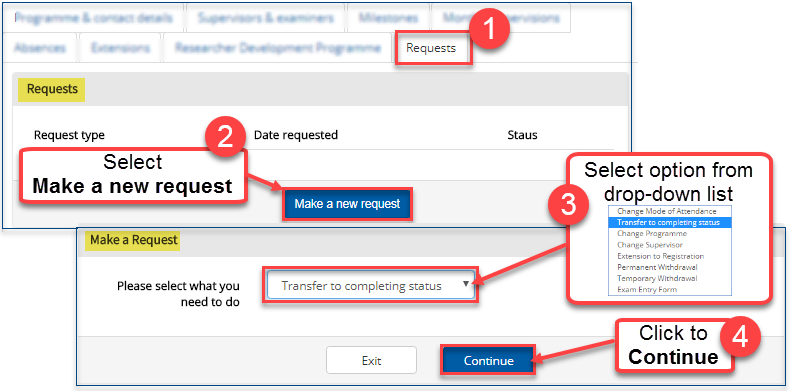 Programme & contact details Supervisors & examiners Milestones
Absences Extensions Researcher Development Programme Requests
1
Requests
Request type Date requested Staus
2
Select
Make a new request
Make a new request
3
Select option from
drop-down list
Change Mode of Attendance
Transfer to completing status
Change Programme
Change Supervisor
Extension to Registration
Permanent Withdrawal
Temporary Withdrawal
Exam Entry Form
Make a Request
Please select what you
need to do
Transfer to completing status
4
Click to
Continue
Exit Continue